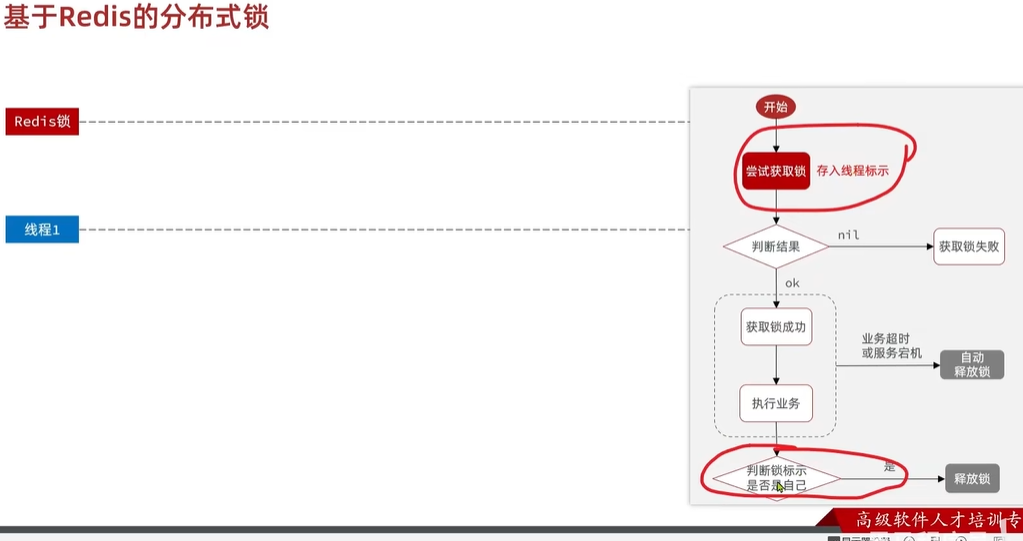 基于Redis的分布式锁
Redis锁
线程1
开始
尝试获取锁
存入线程标示
判断结果
nil
获取锁失败
ok
获取锁成功
执行业务
业务超时
或服务宕机
自动
释放锁
判断锁标示
是否是自己
是
释放锁
高级软件人才培训专